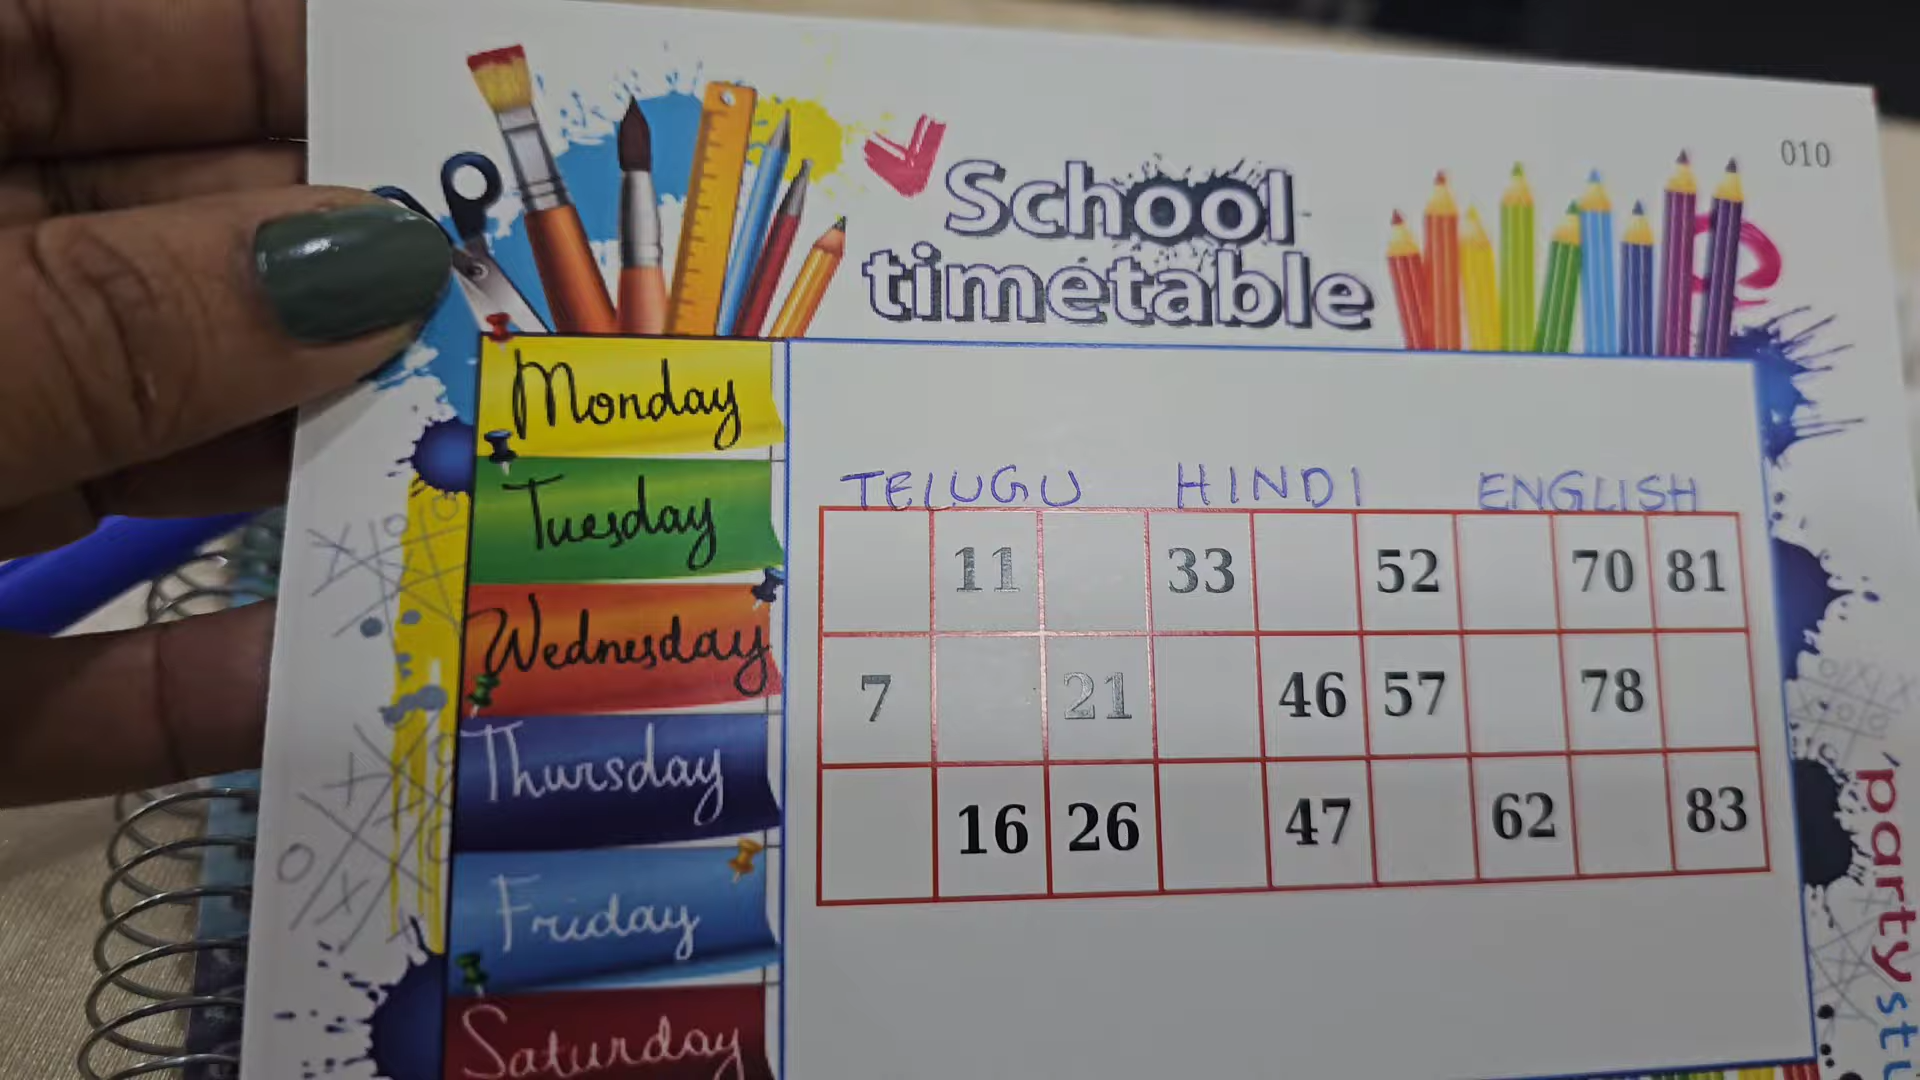 010
School
timetable
Monday
Tuesday
Wednesday
Thursday
Friday
Saturday
TELUGU HINDI ENGLISH
11 33 52 70 81
7 21 46 57 78
16 26 47 62 83
party